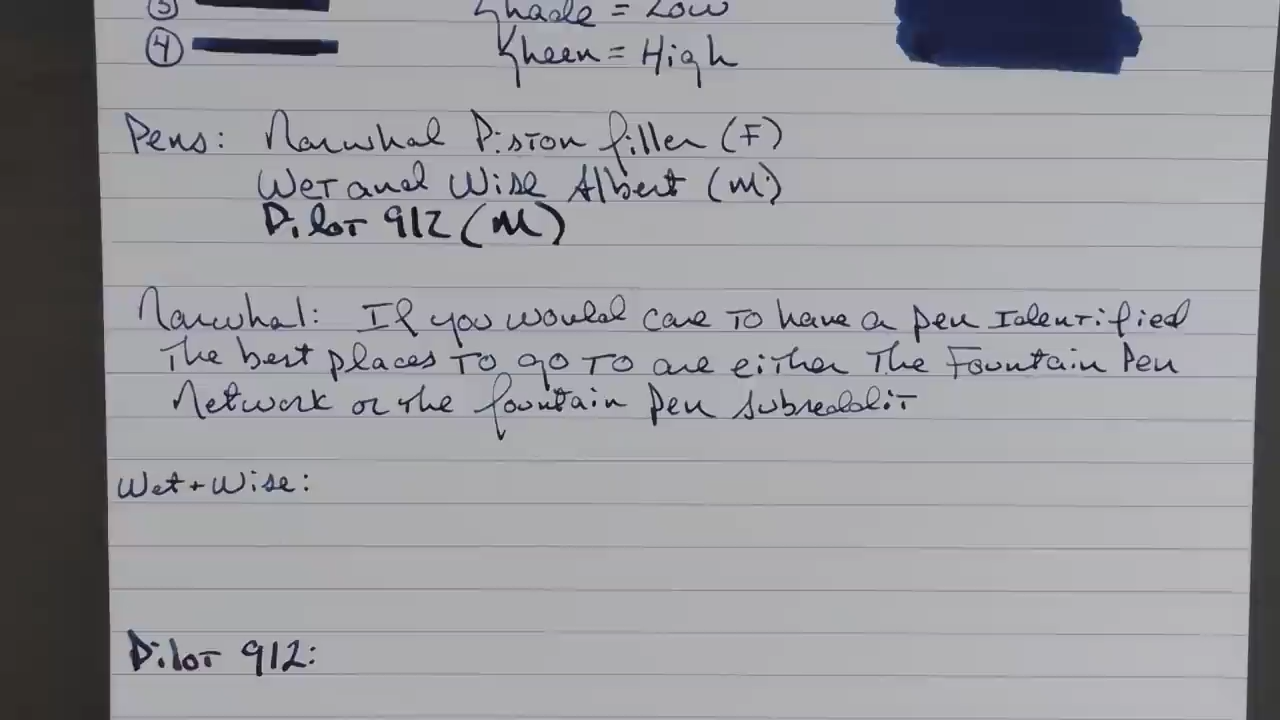 ③ Shade = Low
④ Sheen = High
Pens: Narwhal Piston filler (F)
Wet and Wise Albert (M)
Pilot 912 (M)
Narwhal: If you would care To have a pen Identified
The best places To go To are either The Fountain Pen
Network or the fountain Pen subreddit
Wet + Wise:
Pilot 912: